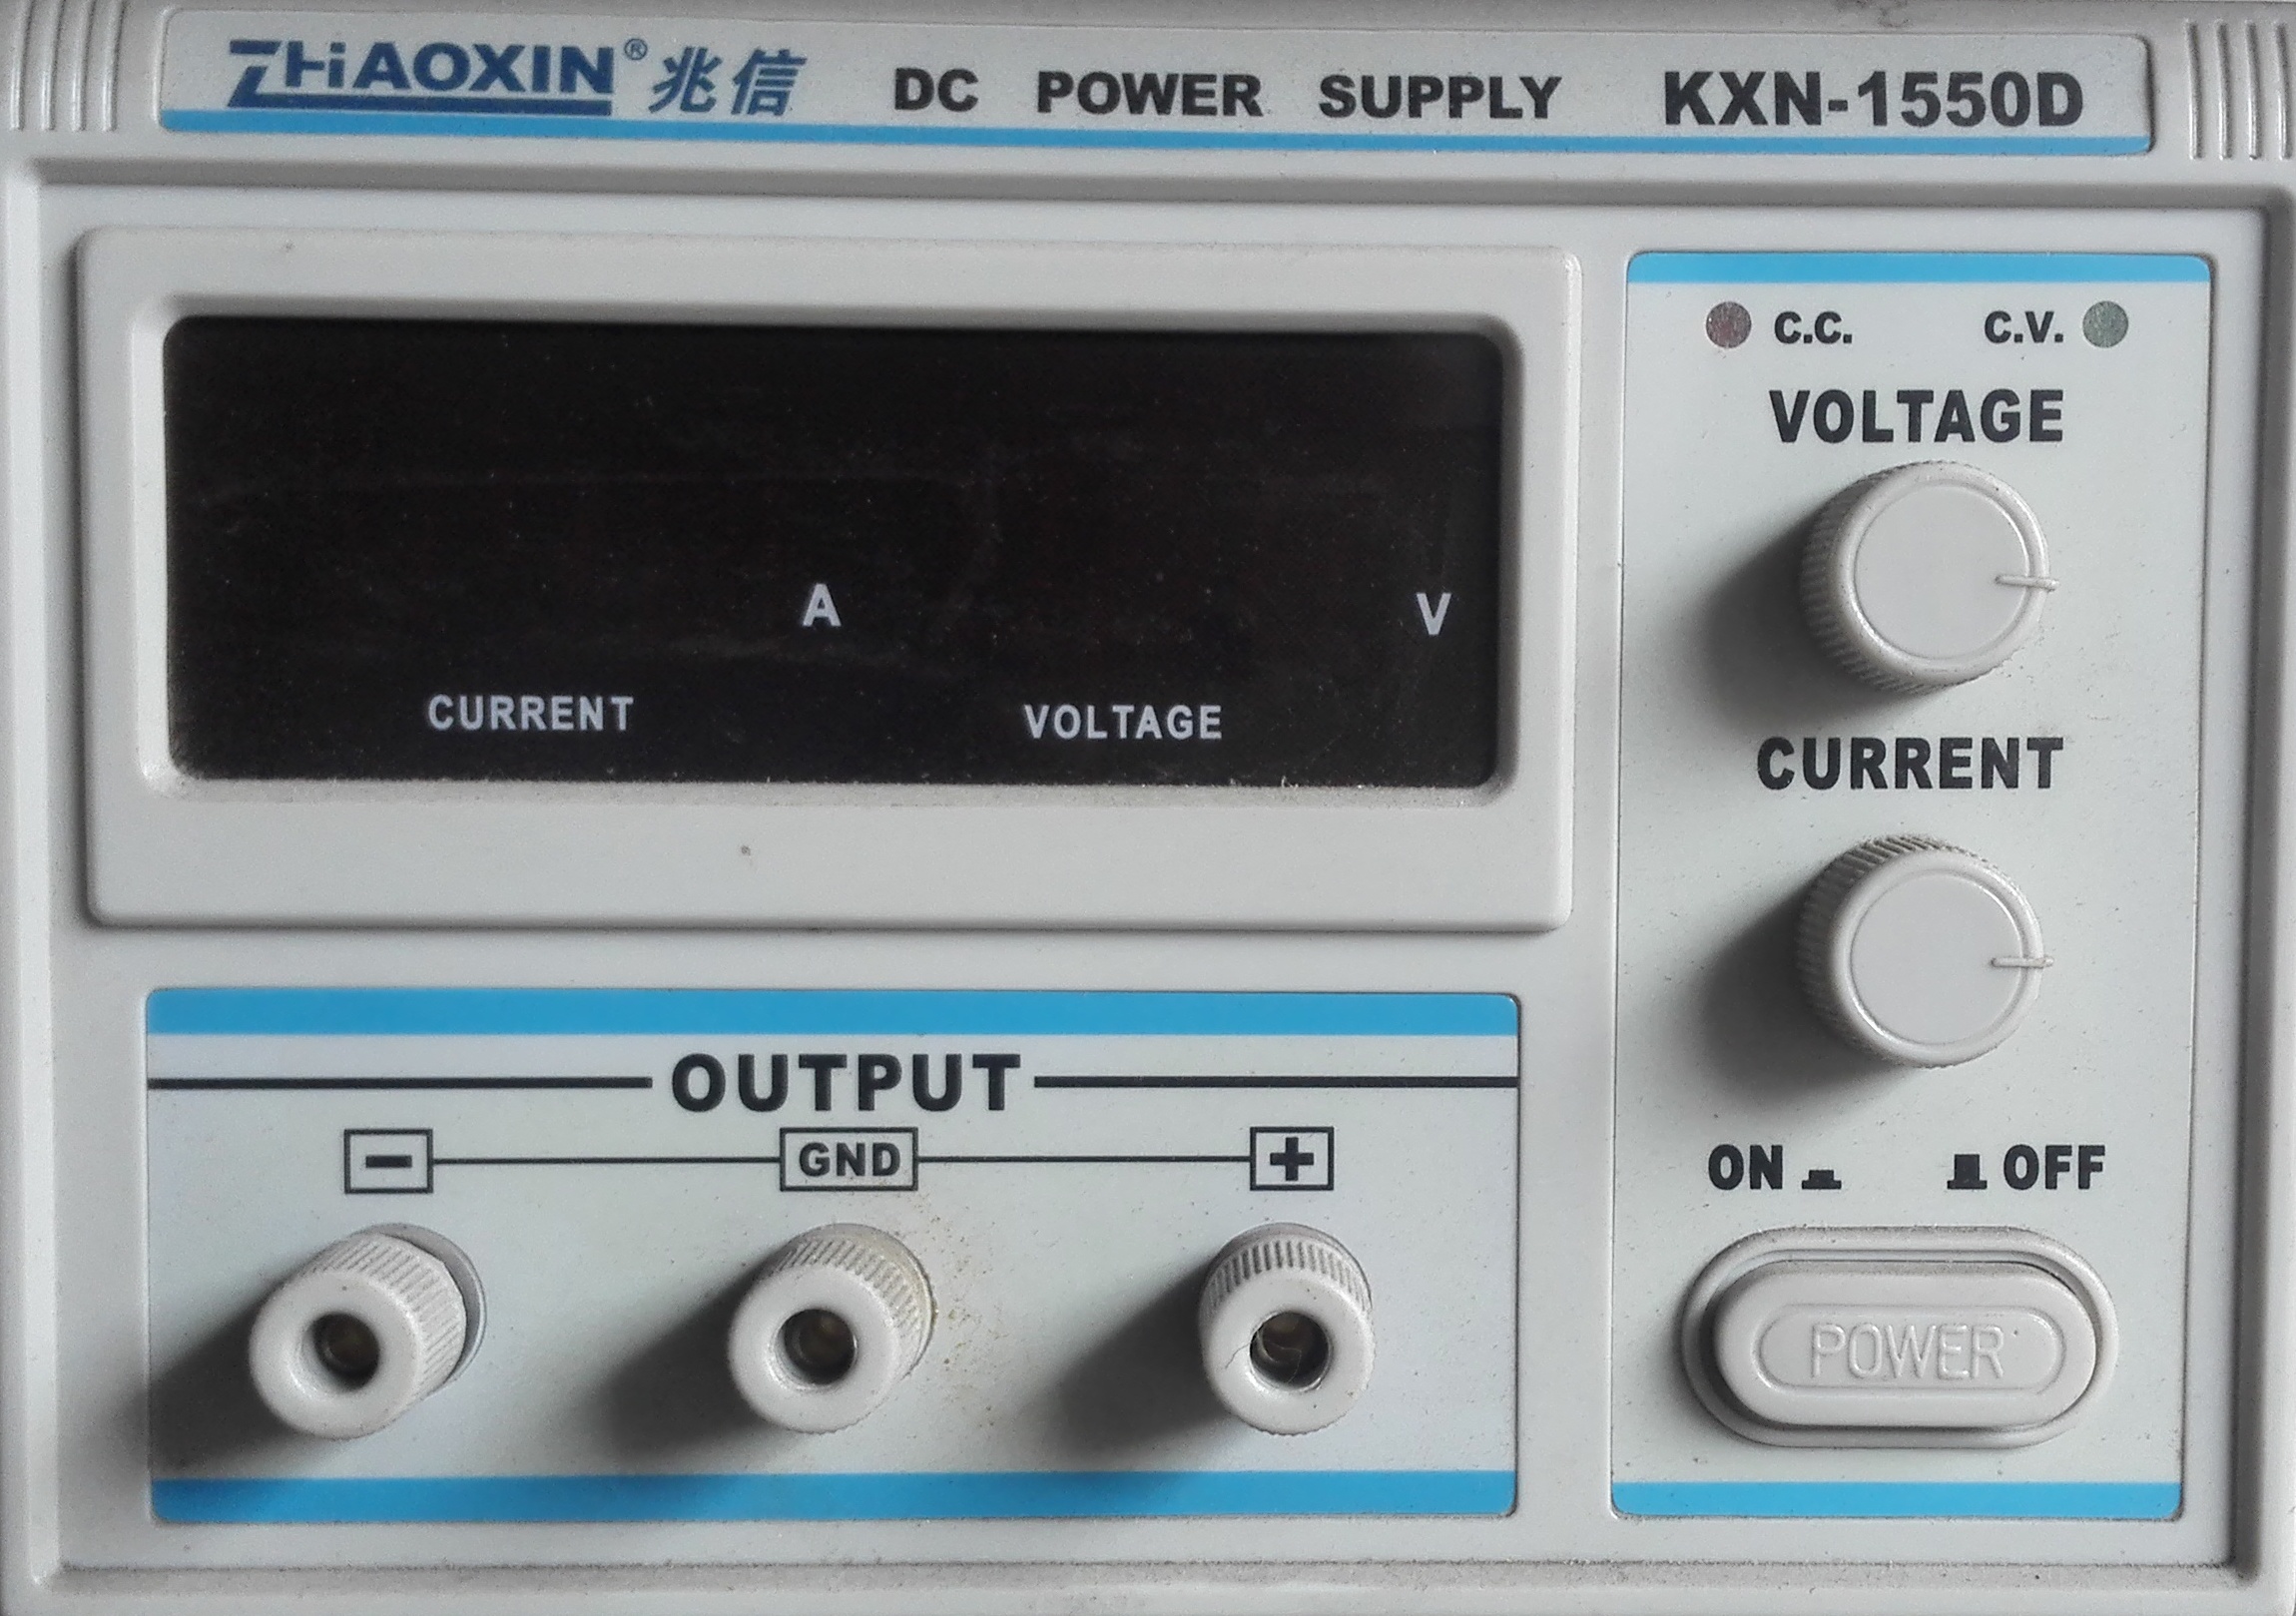 ZHiAOXIN® 兆信 DC POWER SUPPLY KXN-1550D
C.C. C.V.
VOLTAGE
A V
CURRENT VOLTAGE
CURRENT
OUTPUT
- GND +
ON OFF
POWER